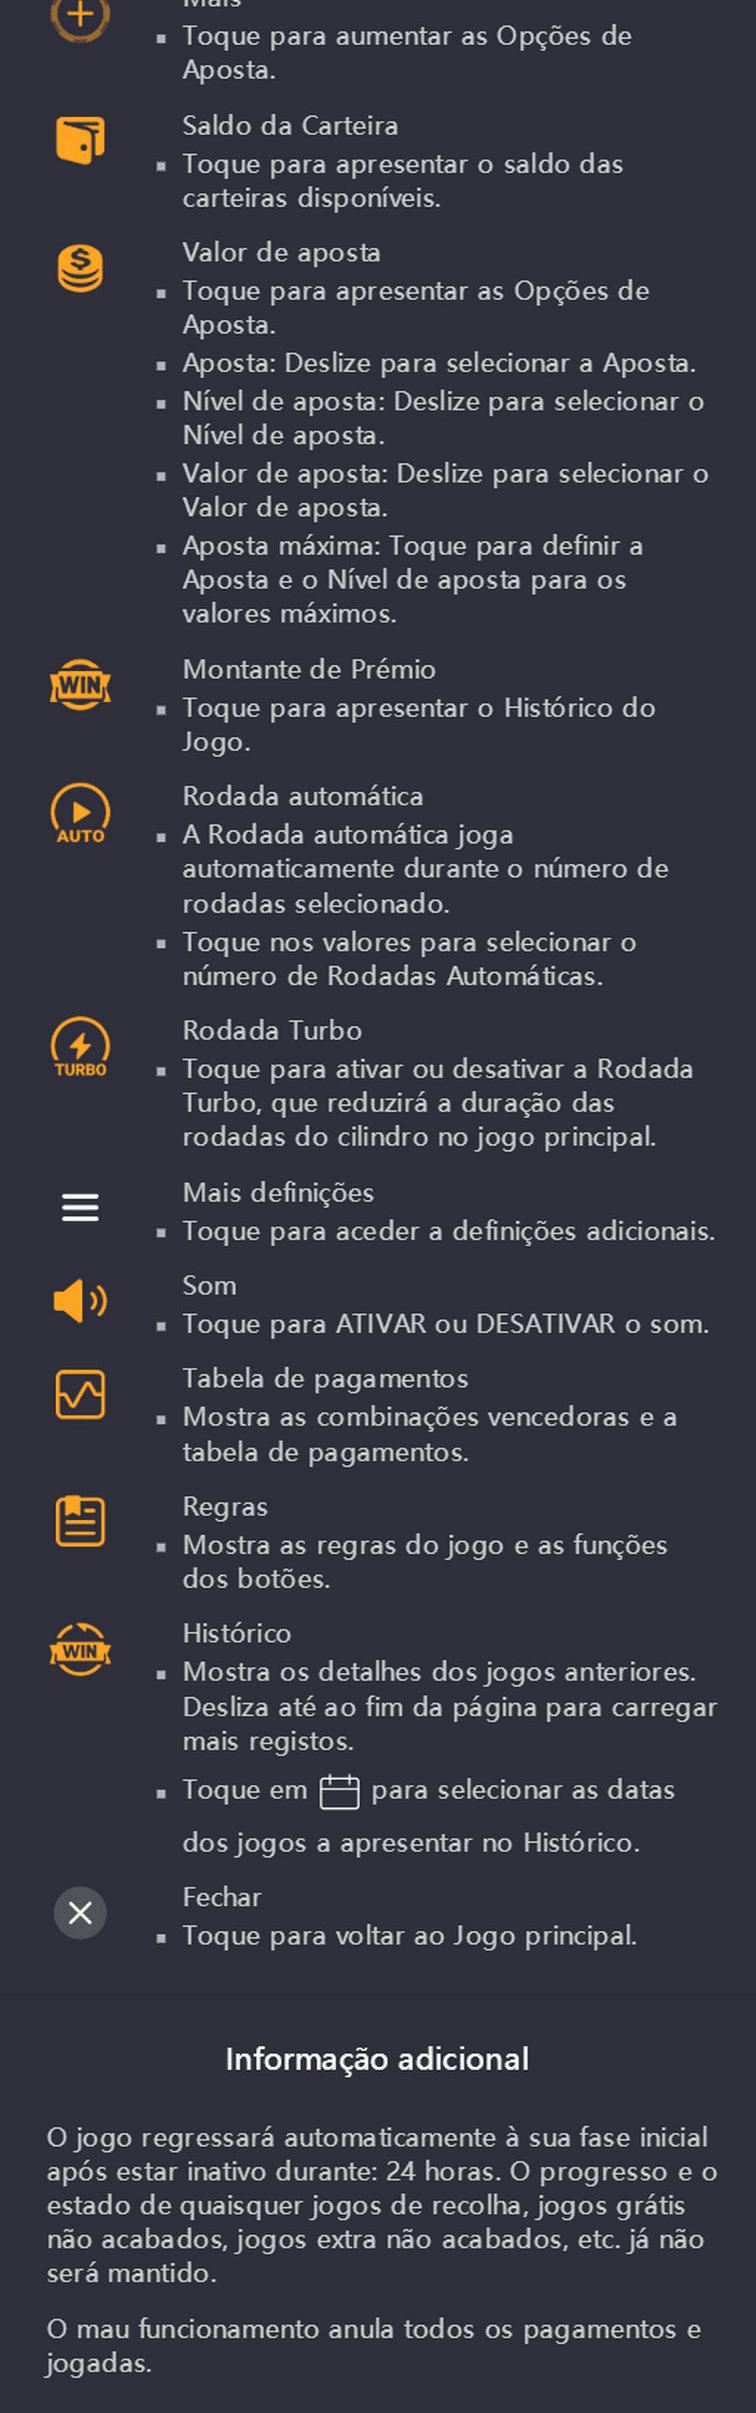 Mais
Toque para aumentar as Opções de
Aposta.
Saldo da Carteira
Toque para apresentar o saldo das
carteiras disponíveis.
Valor de aposta
Toque para apresentar as Opções de
Aposta.
Aposta: Deslize para selecionar a Aposta.
Nível de aposta: Deslize para selecionar o
Nível de aposta.
Valor de aposta: Deslize para selecionar o
Valor de aposta.
Aposta máxima: Toque para definir a
Aposta e o Nível de aposta para os
valores máximos.
WIN
Montante de Prémio
Toque para apresentar o Histórico do
Jogo.
AUTO
Rodada automática
A Rodada automática joga
automaticamente durante o número de
rodadas selecionado.
Toque nos valores para selecionar o
número de Rodadas Automáticas.
TURBO
Rodada Turbo
Toque para ativar ou desativar a Rodada
Turbo, que reduzirá a duração das
rodadas do cilindro no jogo principal.
Mais definições
Toque para aceder a definições adicionais.
Som
Toque para ATIVAR ou DESATIVAR o som.
Tabela de pagamentos
Mostra as combinações vencedoras e a
tabela de pagamentos.
Regras
Mostra as regras do jogo e as funções
dos botões.
WIN
Histórico
Mostra os detalhes dos jogos anteriores.
Desliza até ao fim da página para carregar
mais registos.
Toque em para selecionar as datas
dos jogos a apresentar no Histórico.
Fechar
Toque para voltar ao Jogo principal.
Informação adicional
O jogo regressará automaticamente à sua fase inicial
após estar inativo durante: 24 horas. O progresso e o
estado de quaisquer jogos de recolha, jogos grátis
não acabados, jogos extra não acabados, etc. já não
será mantido.
O mau funcionamento anula todos os pagamentos e
jogadas.